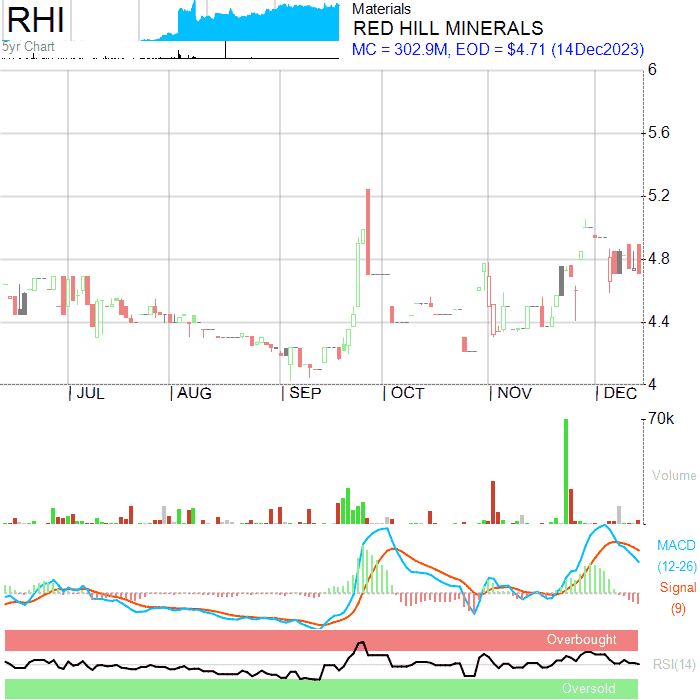 RHI
5yr Chart
Materials
RED HILL MINERALS
MC = 302.9M, EOD = $4.71 (14Dec2023)
6
5.6
5.2
4.8
4.4
4
JUL AUG SEP OCT NOV DEC
70k
Volume
MACD
(12-26)
Signal
(9)
Overbought
RSI(14)
Oversold